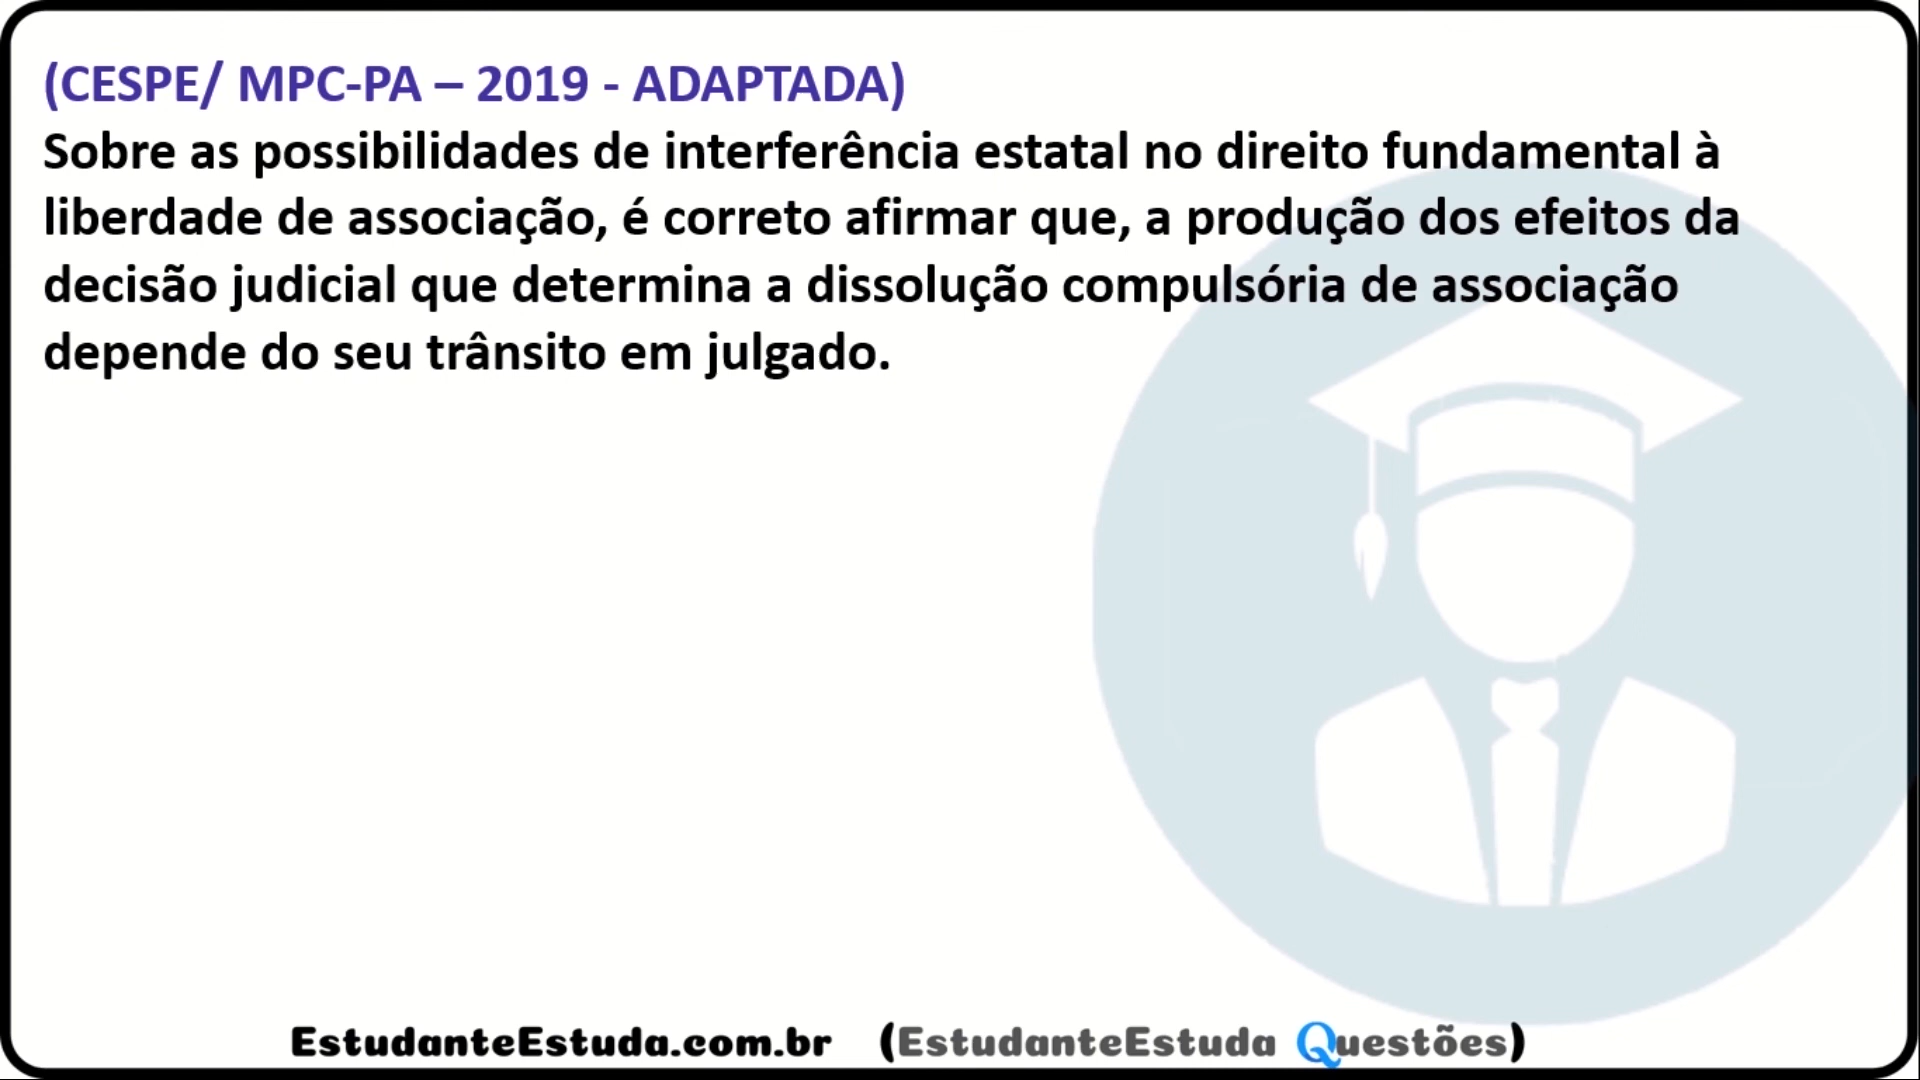 (CESPE/ MPC-PA – 2019 - ADAPTADA)
Sobre as possibilidades de interferência estatal no direito fundamental à
liberdade de associação, é correto afirmar que, a produção dos efeitos da
decisão judicial que determina a dissolução compulsória de associação
depende do seu trânsito em julgado.
EstudanteEstuda.com.br (EstudanteEstuda Questões)